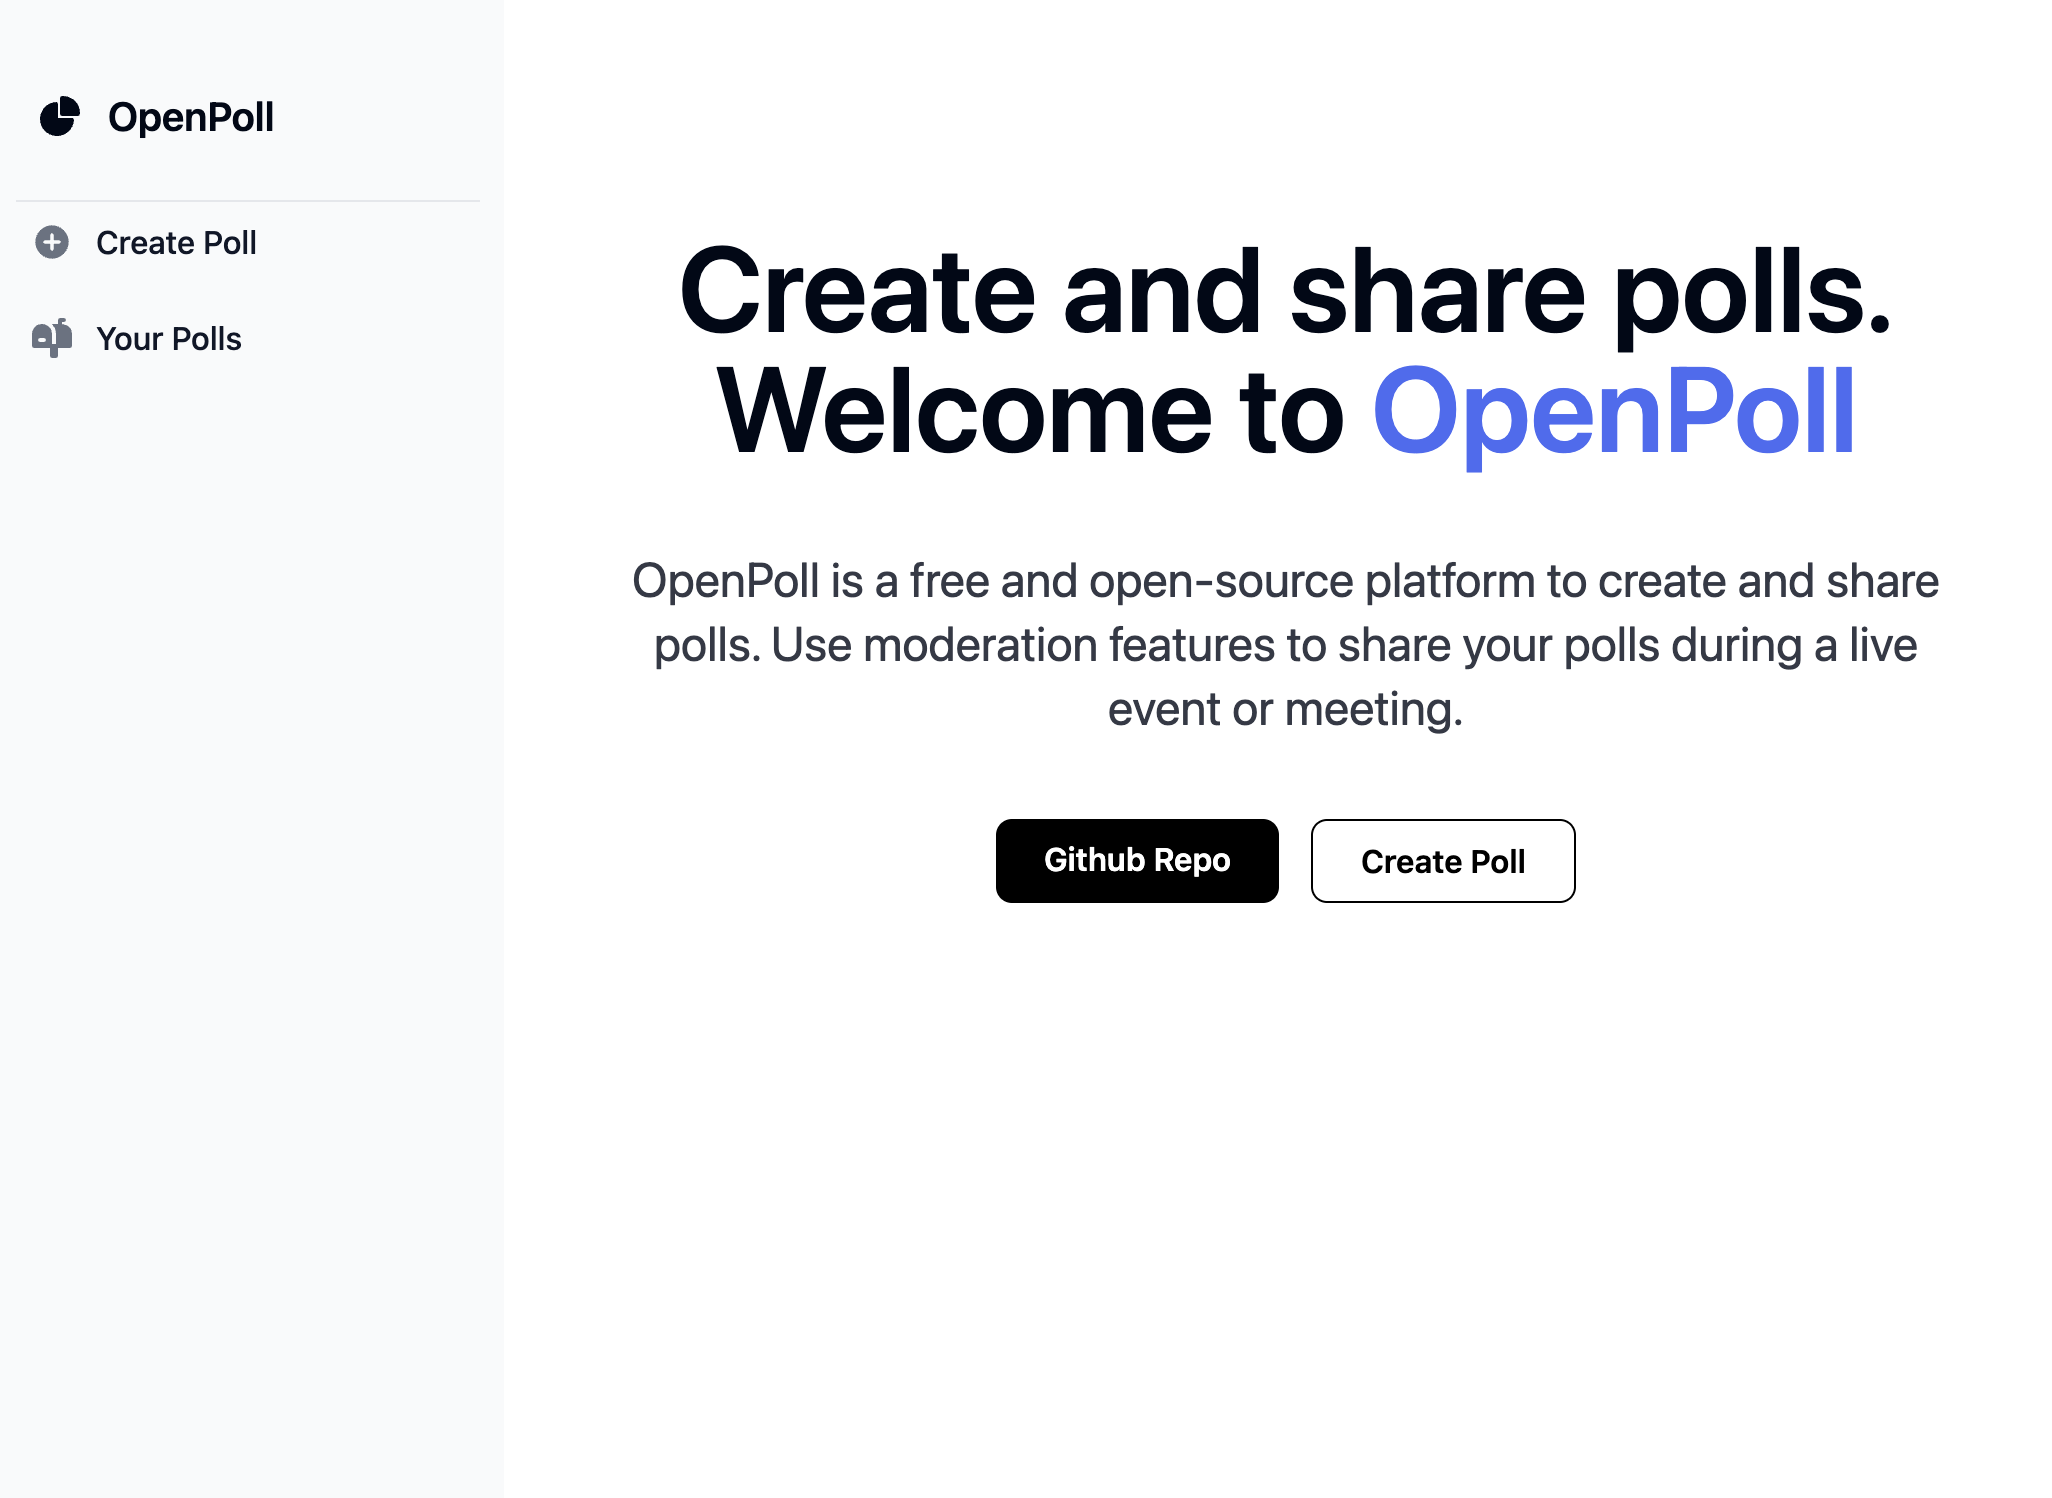 OpenPoll
Create Poll
Your Polls
Create and share polls.
Welcome to OpenPoll
OpenPoll is a free and open-source platform to create and share
polls. Use moderation features to share your polls during a live
event or meeting.
Github Repo
Create Poll